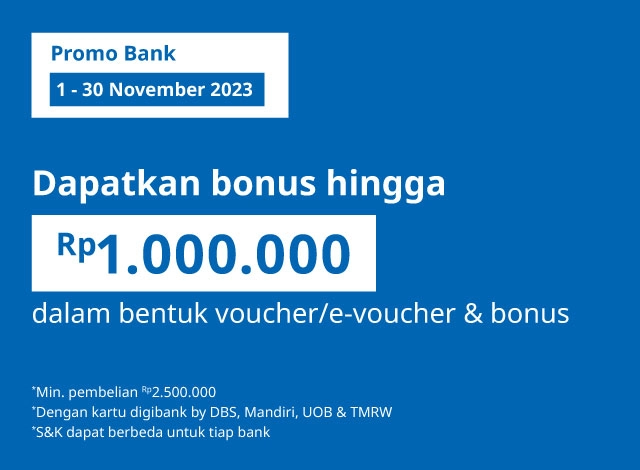 Promo Bank
1 - 30 November 2023
Dapatkan bonus hingga
Rp1.000.000
dalam bentuk voucher/e-voucher & bonus
*Min. pembelian Rp2.500.000
*Dengan kartu digibank by DBS, Mandiri, UOB & TMRW
*S&K dapat berbeda untuk tiap bank